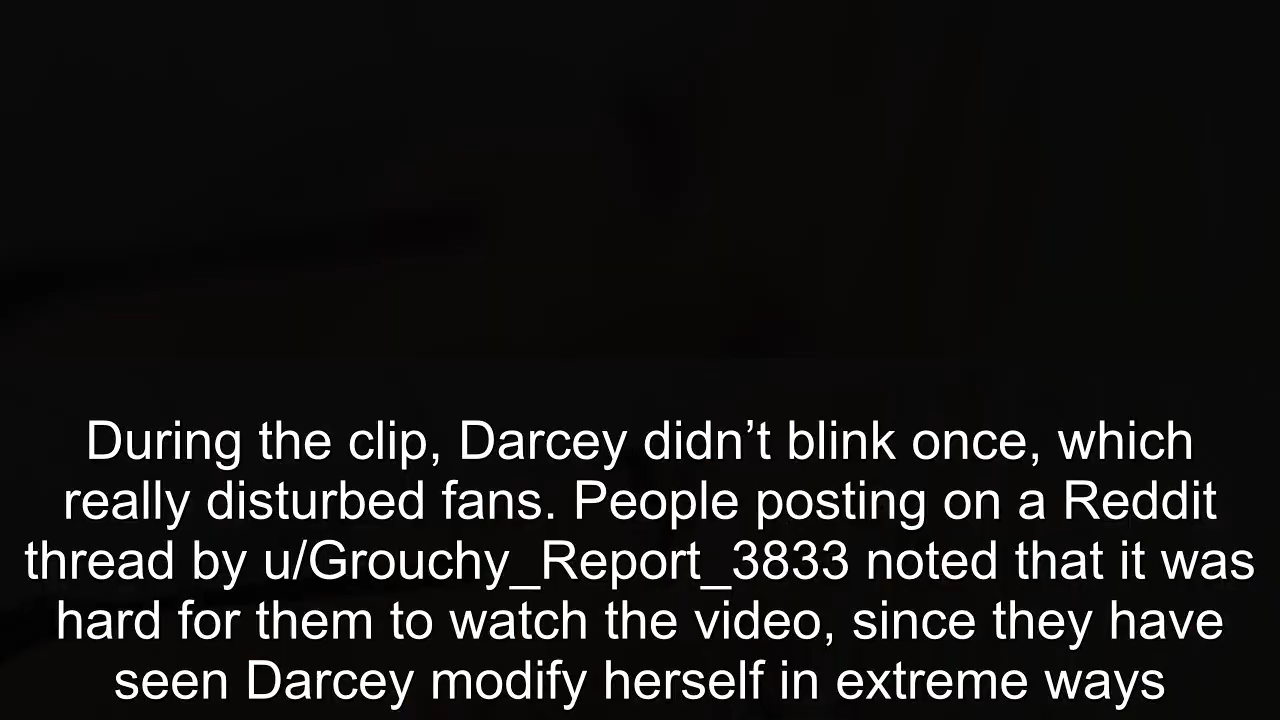 During the clip, Darcey didn’t blink once, which
really disturbed fans. People posting on a Reddit
thread by u/Grouchy_Report_3833 noted that it was
hard for them to watch the video, since they have
seen Darcey modify herself in extreme ways